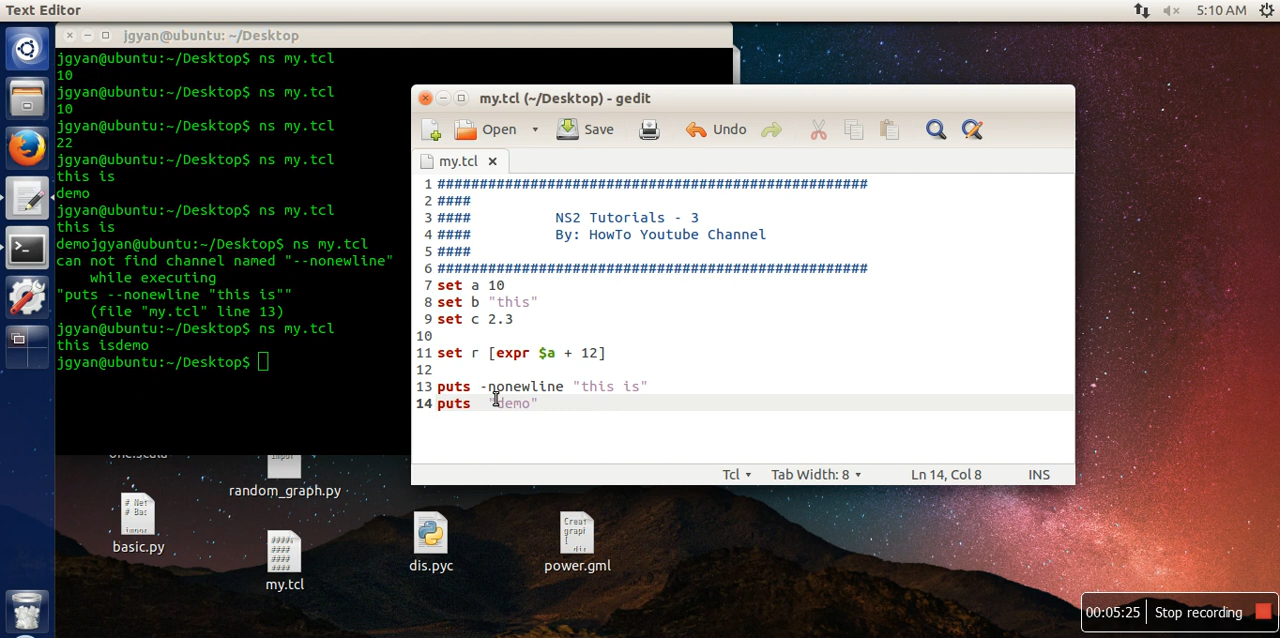 Text Editor
5:10 AM
jgyan@ubuntu: ~/Desktop
jgyan@ubuntu:~/Desktop$ ns my.tcl
10
jgyan@ubuntu:~/Desktop$ ns my.tcl
10
jgyan@ubuntu:~/Desktop$ ns my.tcl
22
jgyan@ubuntu:~/Desktop$ ns my.tcl
this is
demo
jgyan@ubuntu:~/Desktop$ ns my.tcl
this is
demojgyan@ubuntu:~/Desktop$ ns my.tcl
can not find channel named "--nonewline"
while executing
"puts --nonewline "this is""
(file "my.tcl" line 13)
jgyan@ubuntu:~/Desktop$ ns my.tcl
this isdemo
jgyan@ubuntu:~/Desktop$
my.tcl (~/Desktop) - gedit
Open Save Undo
my.tcl
1 ###################################################
2 ####
3 #### NS2 Tutorials - 3
4 #### By: HowTo Youtube Channel
5 ####
6 ###################################################
7 set a 10
8 set b "this"
9 set c 2.3
10
11 set r [expr $a + 12]
12
13 puts -nonewline "this is"
14 puts "demo"
Tcl Tab Width: 8 Ln 14, Col 8 INS
random_graph.py
basic.py
my.tcl
dis.pyc
power.gml
00:05:25 Stop recording